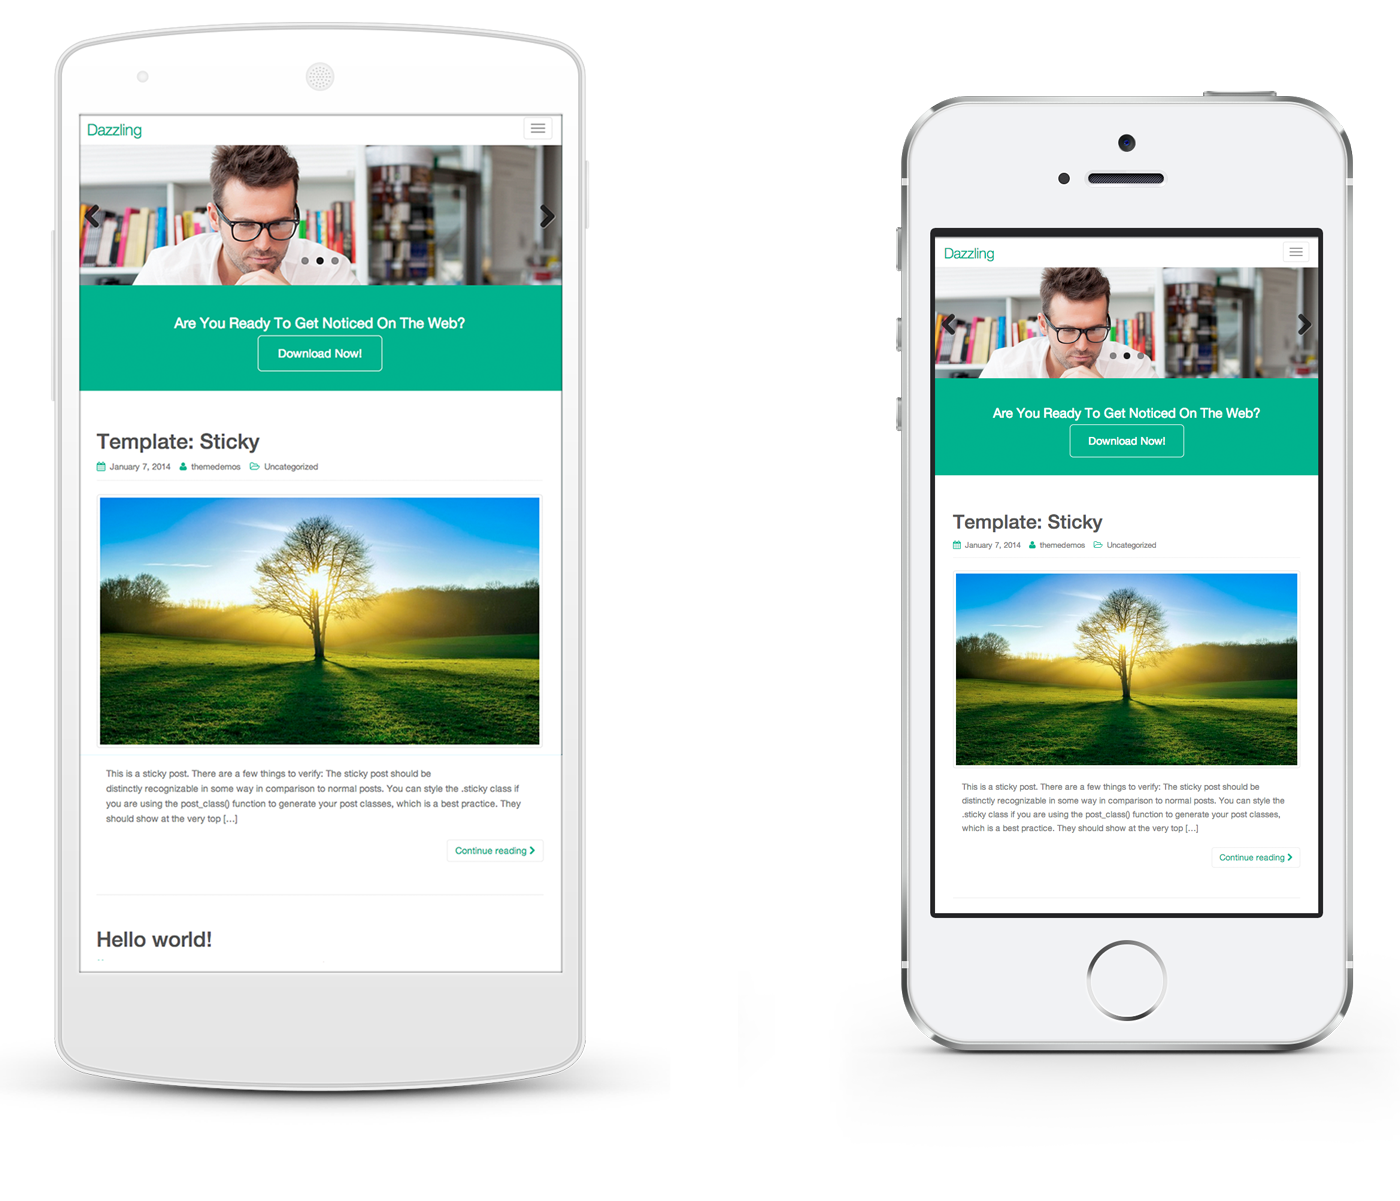 Dazzling
Are You Ready To Get Noticed On The Web?
Download Now!
Template: Sticky
January 7, 2014 themedemos Uncategorized
This is a sticky post. There are a few things to verify: The sticky post should be
distinctly recognizable in some way in comparison to normal posts. You can style the .sticky class if
you are using the post_class() function to generate your post classes, which is a best practice. They
should show at the very top [...]
Continue reading
Hello world!
Dazzling
Are You Ready To Get Noticed On The Web?
Download Now!
Template: Sticky
January 7, 2014 themedemos Uncategorized
This is a sticky post. There are a few things to verify: The sticky post should be
distinctly recognizable in some way in comparison to normal posts. You can style the
.sticky class if you are using the post_class() function to generate your post classes,
which is a best practice. They should show at the very top [...]
Continue reading